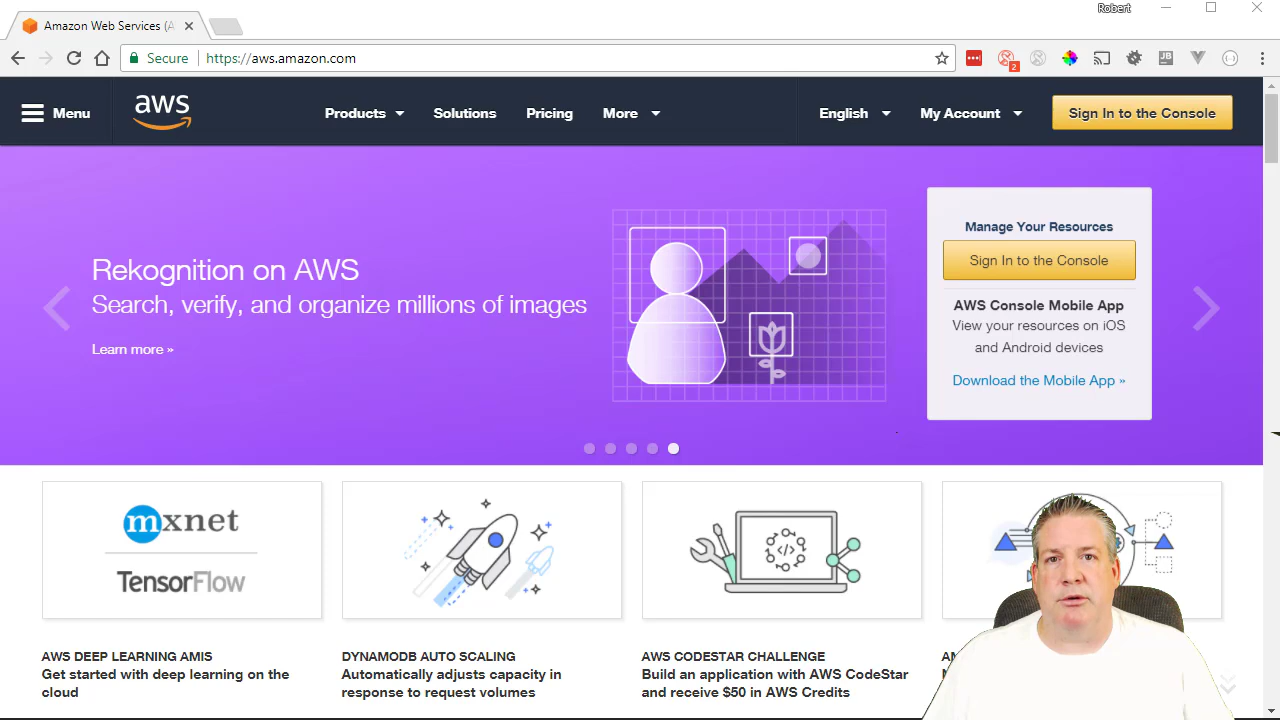 Robert
Amazon Web Services (A
Secure
https://aws.amazon.com
2
JB
Menu
aws
Products
Solutions
Pricing
More
English
My Account
Sign In to the Console
Rekognition on AWS
Search, verify, and organize millions of images
Learn more »
Manage Your Resources
Sign In to the Console
AWS Console Mobile App
View your resources on iOS
and Android devices
Download the Mobile App »
mxnet
TensorFlow
</>
AWS DEEP LEARNING AMIS
Get started with deep learning on the
cloud
DYNAMODB AUTO SCALING
Automatically adjusts capacity in
response to request volumes
AWS CODESTAR CHALLENGE
Build an application with AWS CodeStar
and receive $50 in AWS Credits